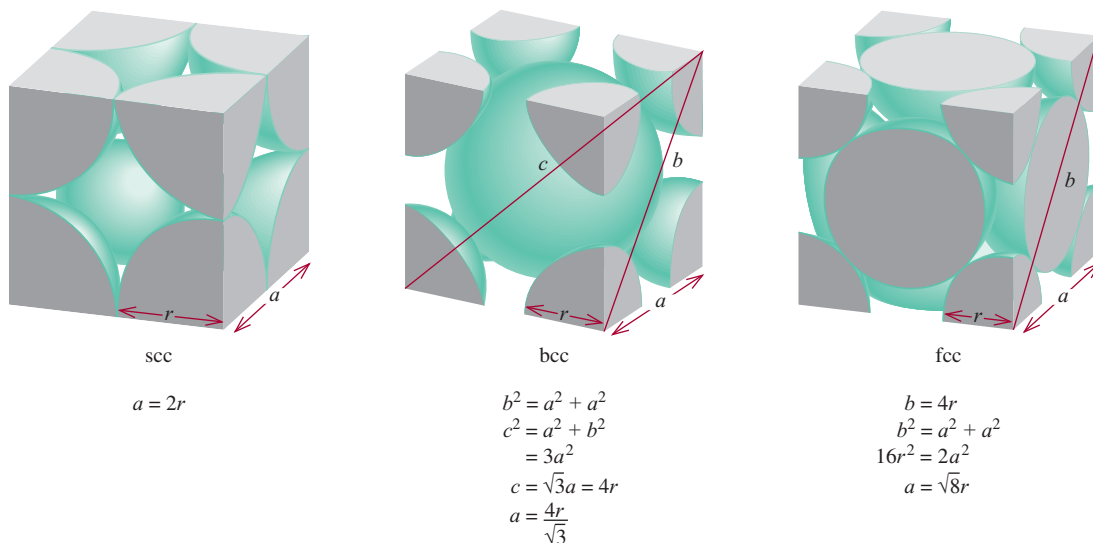 c
b
b
a
r
a
r
a
r
scc
bcc
fcc
a = 2r
b² = a² + a²
c² = a² + b²
= 3a²
c = √3a = 4r
a = 4r/√3
b = 4r
b² = a² + a²
16r² = 2a²
a = √8r